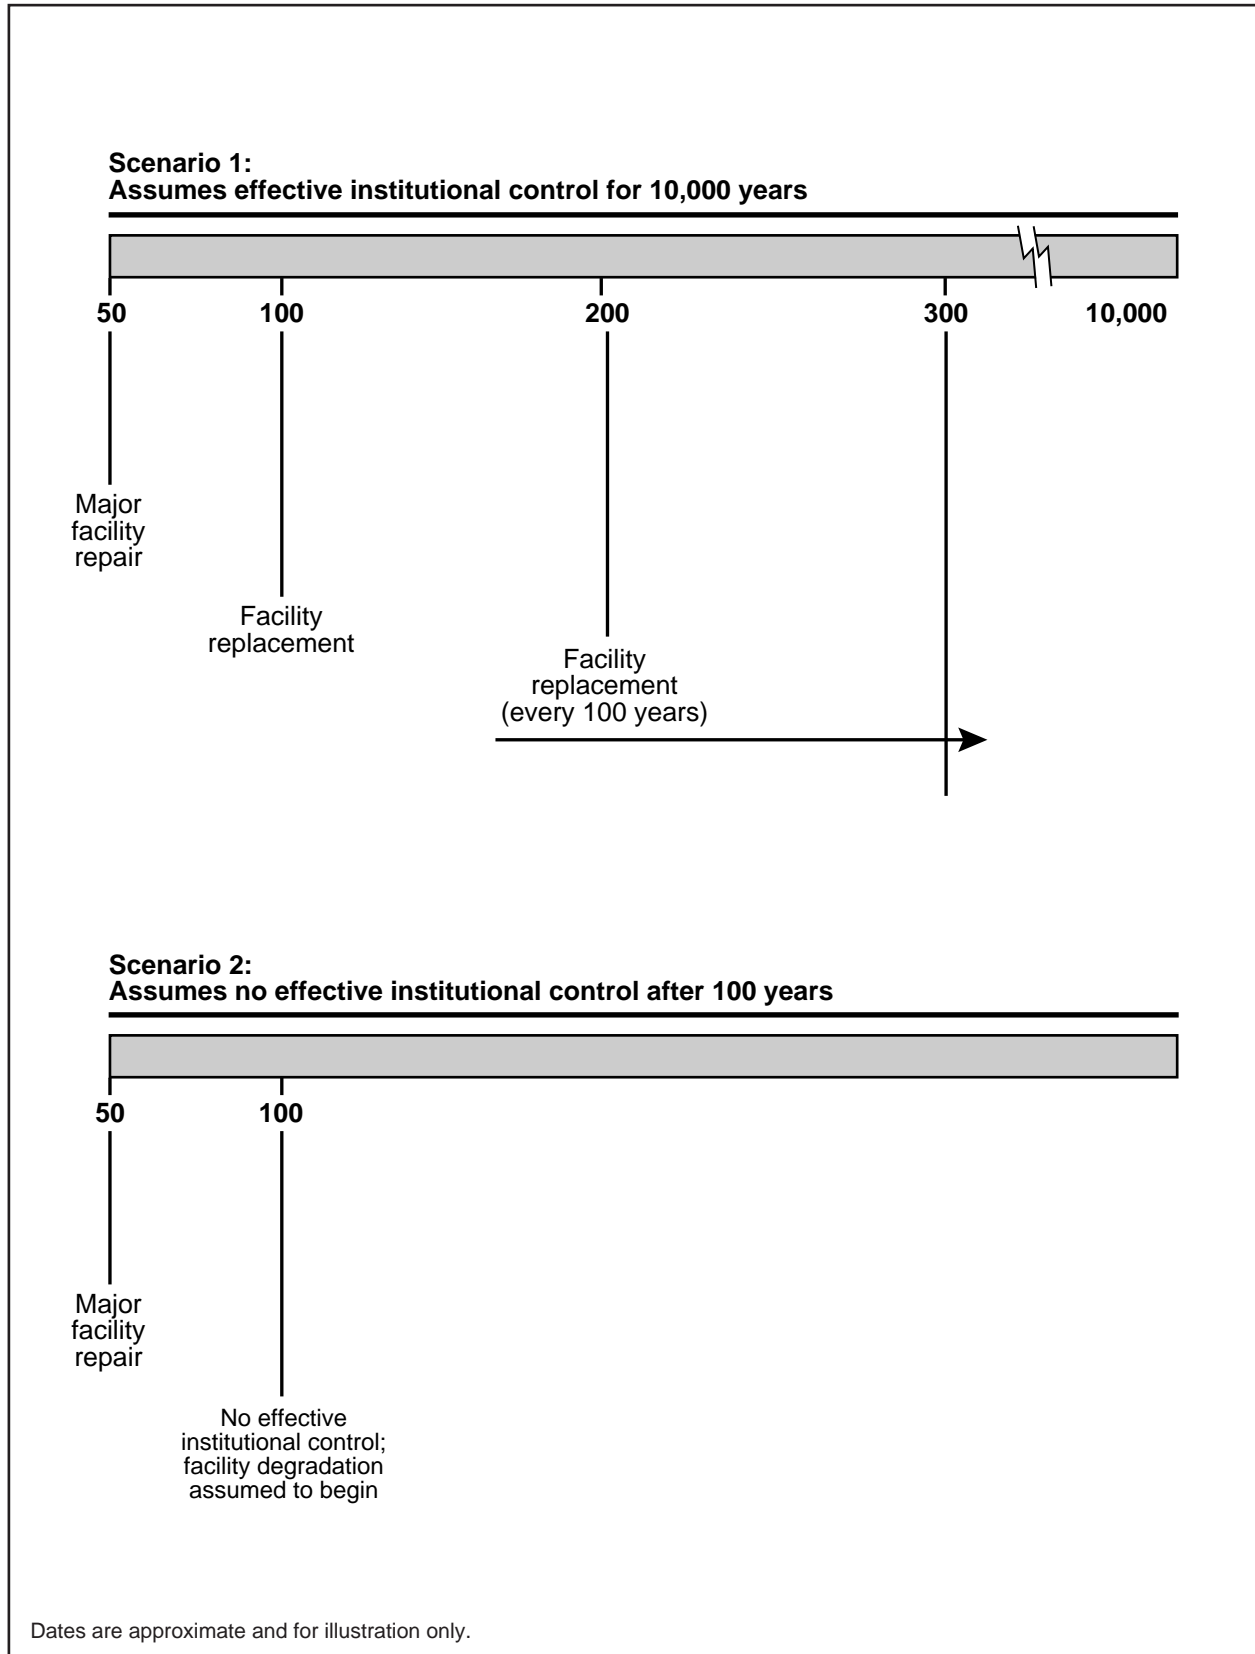 Scenario 1:
Assumes effective institutional control for 10,000 years
50
100
200
300
10,000
Major
facility
repair
Facility
replacement
Facility
replacement
(every 100 years)
Scenario 2:
Assumes no effective institutional control after 100 years
50
100
Major
facility
repair
No effective
institutional control;
facility degradation
assumed to begin
Dates are approximate and for illustration only.